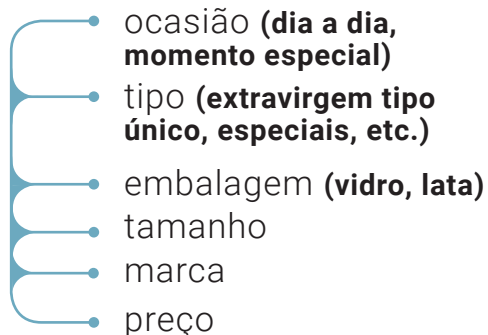 ocasião (dia a dia,
momento especial)
tipo (extravirgem tipo
único, especiais, etc.)
embalagem (vidro, lata)
tamanho
marca
preço